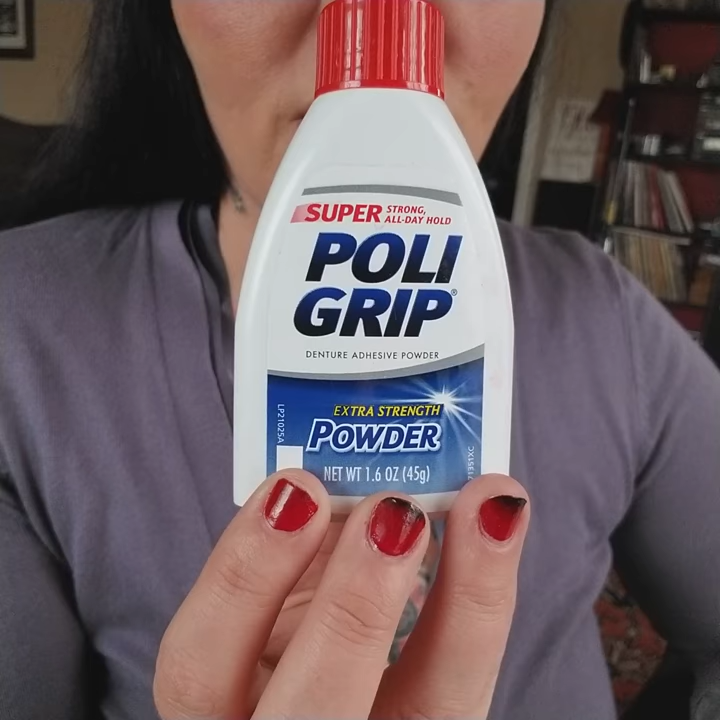 SUPER STRONG,
ALL-DAY HOLD
POLI
GRIP®
DENTURE ADHESIVE POWDER
EXTRA STRENGTH
POWDER
NET WT 1.6 OZ (45g)
LP21025A